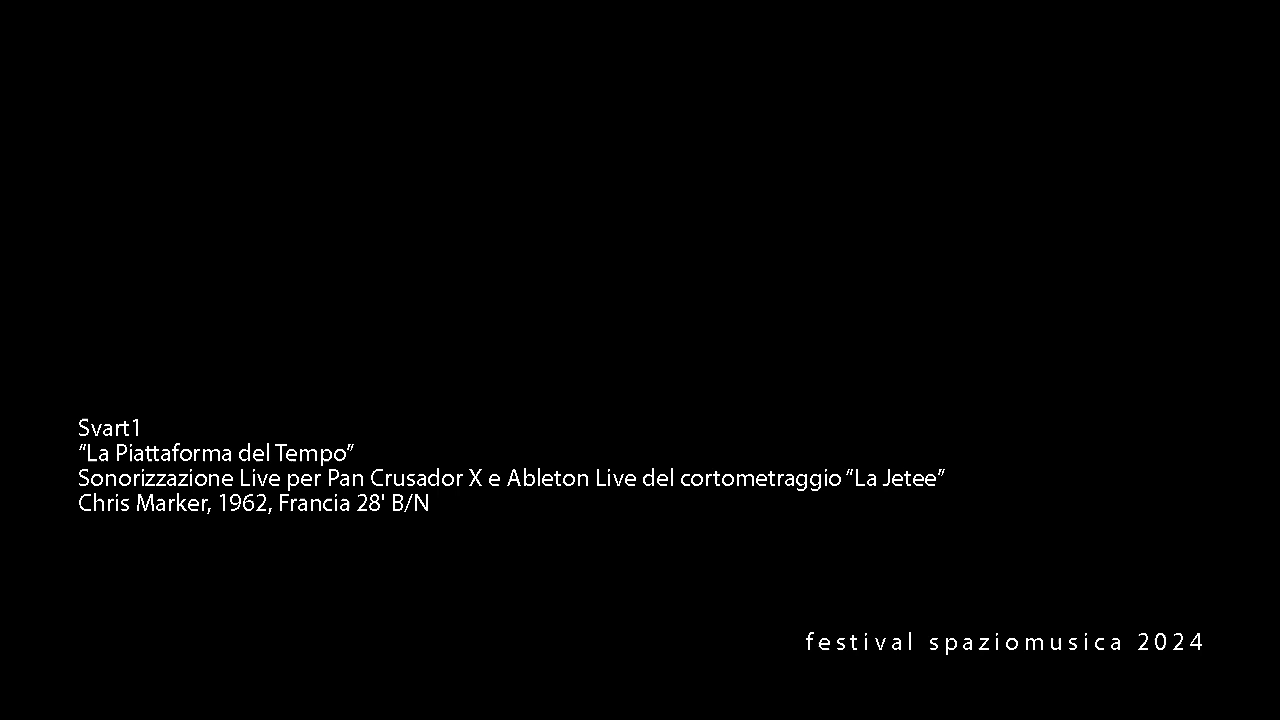 Svart1
“La Piattaforma del Tempo”
Sonorizzazione Live per Pan Crusador X e Ableton Live del cortometraggio “La Jetee”
Chris Marker, 1962, Francia 28' B/N
festival spaziomusica 2024